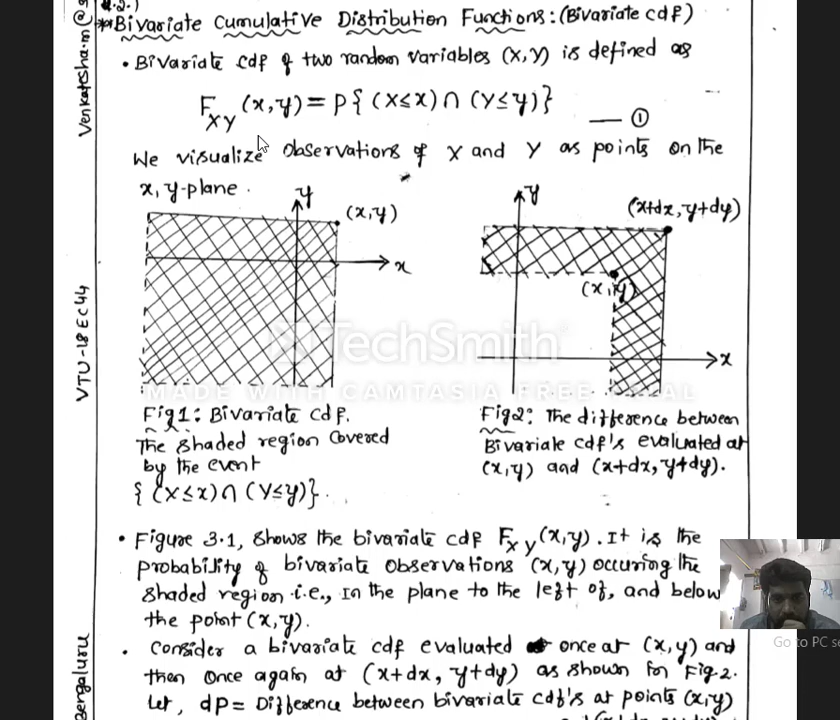 4.2.)
**Bivariate Cumulative Distribution Functions: (Bivariate cdf)
• Bivariate cdf of two random variables (X,Y) is defined as
F_XY (x,y) = P{ (X≤x) ∩ (Y≤y)} — ①
We visualize observations of X and Y as points on the
x, y-plane.
y
(x,y)
x
y
(x+dx, y+dy)
(x,y)
x
TechSmith
MADE WITH CAMTASIA FREE TRIAL
Fig1: Bivariate cdf.
The shaded region covered
by the event
{ (X≤x) ∩ (Y≤y)}.
Fig2: The difference between
Bivariate cdf's evaluated at
(x,y) and (x+dx, y+dy).
• Figure 3.1, shows the bivariate cdf F_XY(x,y). It is the
probability of bivariate observations (x,y) occuring the
shaded region i.e., in the plane to the left of, and below
the point (x,y).
• Consider a bivariate cdf evaluated once at (x,y) and
then once again at (x+dx, y+dy) as shown for Fig2.
Let, dP = Difference between bivariate cdf's at points (x,y)
Venkatesha.m @
VTU-18EC44
Bengaluru
Go to PC se